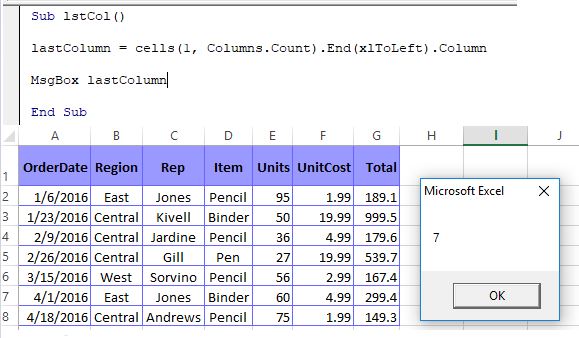 Sub lstCol()
lastColumn = cells(1, Columns.Count).End(xlToLeft).Column
MsgBox lastColumn
End Sub
A B C D E F G H I J
1 OrderDate Region Rep Item Units UnitCost Total
2 1/6/2016 East Jones Pencil 95 1.99 189.1
3 1/23/2016 Central Kivell Binder 50 19.99 999.5
4 2/9/2016 Central Jardine Pencil 36 4.99 179.6
5 2/26/2016 Central Gill Pen 27 19.99 539.7
6 3/15/2016 West Sorvino Pencil 56 2.99 167.4
7 4/1/2016 East Jones Binder 60 4.99 299.4
8 4/18/2016 Central Andrews Pencil 75 1.99 149.3
Microsoft Excel
7
OK